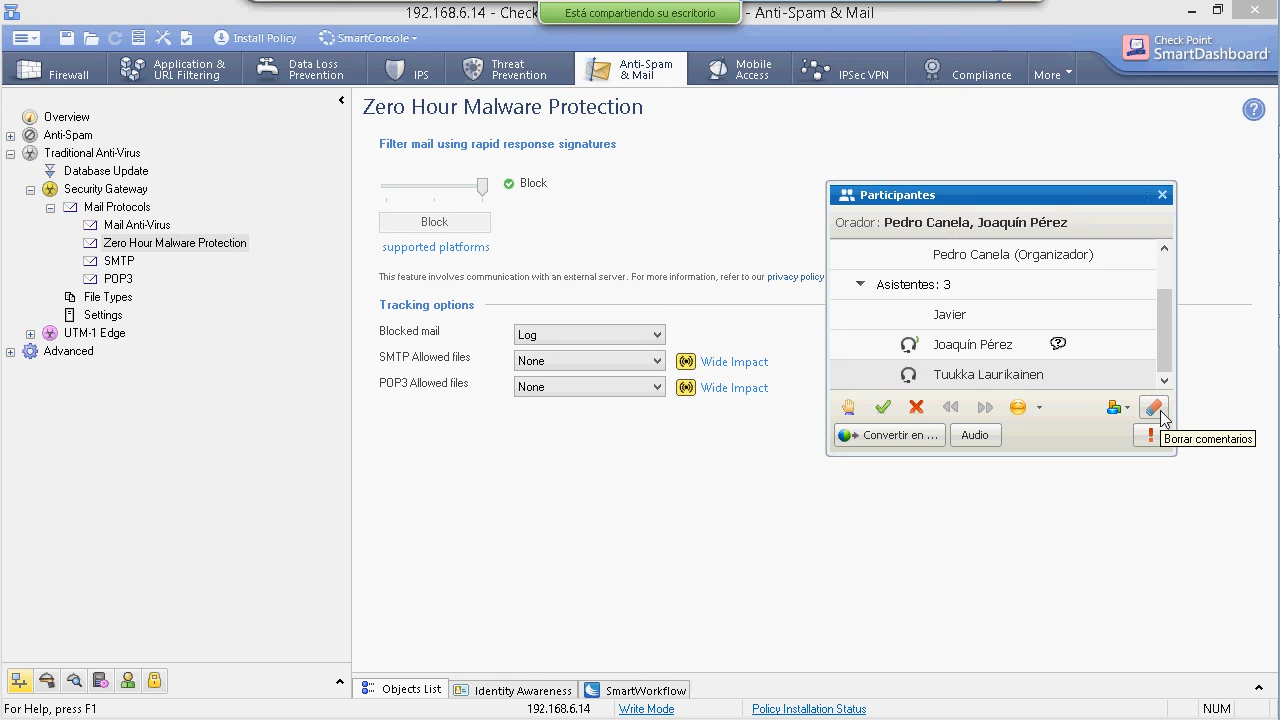 192.168.6.14 - Check
Está compartiendo su escritorio
- Anti-Spam & Mail
Install Policy
SmartConsole
Check Point
SmartDashboard
Firewall
Application &
URL Filtering
Data Loss
Prevention
IPS
Threat
Prevention
Anti-Spam
& Mail
Mobile
Access
IPSec VPN
Compliance
More
Overview
Anti-Spam
Traditional Anti-Virus
Database Update
Security Gateway
Mail Protocols
Mail Anti-Virus
Zero Hour Malware Protection
SMTP
POP3
File Types
Settings
UTM-1 Edge
Advanced
Zero Hour Malware Protection
Filter mail using rapid response signatures
Block
Block
supported platforms
This feature involves communication with an external server. For more information, refer to our privacy policy
Tracking options
Blocked mail
Log
SMTP Allowed files
None
Wide Impact
POP3 Allowed files
None
Wide Impact
Participantes
Orador: Pedro Canela, Joaquín Pérez
Pedro Canela (Organizador)
Asistentes: 3
Javier
Joaquín Pérez
Tuukka Laurikainen
Convertir en ...
Audio
Borrar comentarios
Objects List
Identity Awareness
SmartWorkflow
For Help, press F1
192.168.6.14
Write Mode
Policy Installation Status
NUM